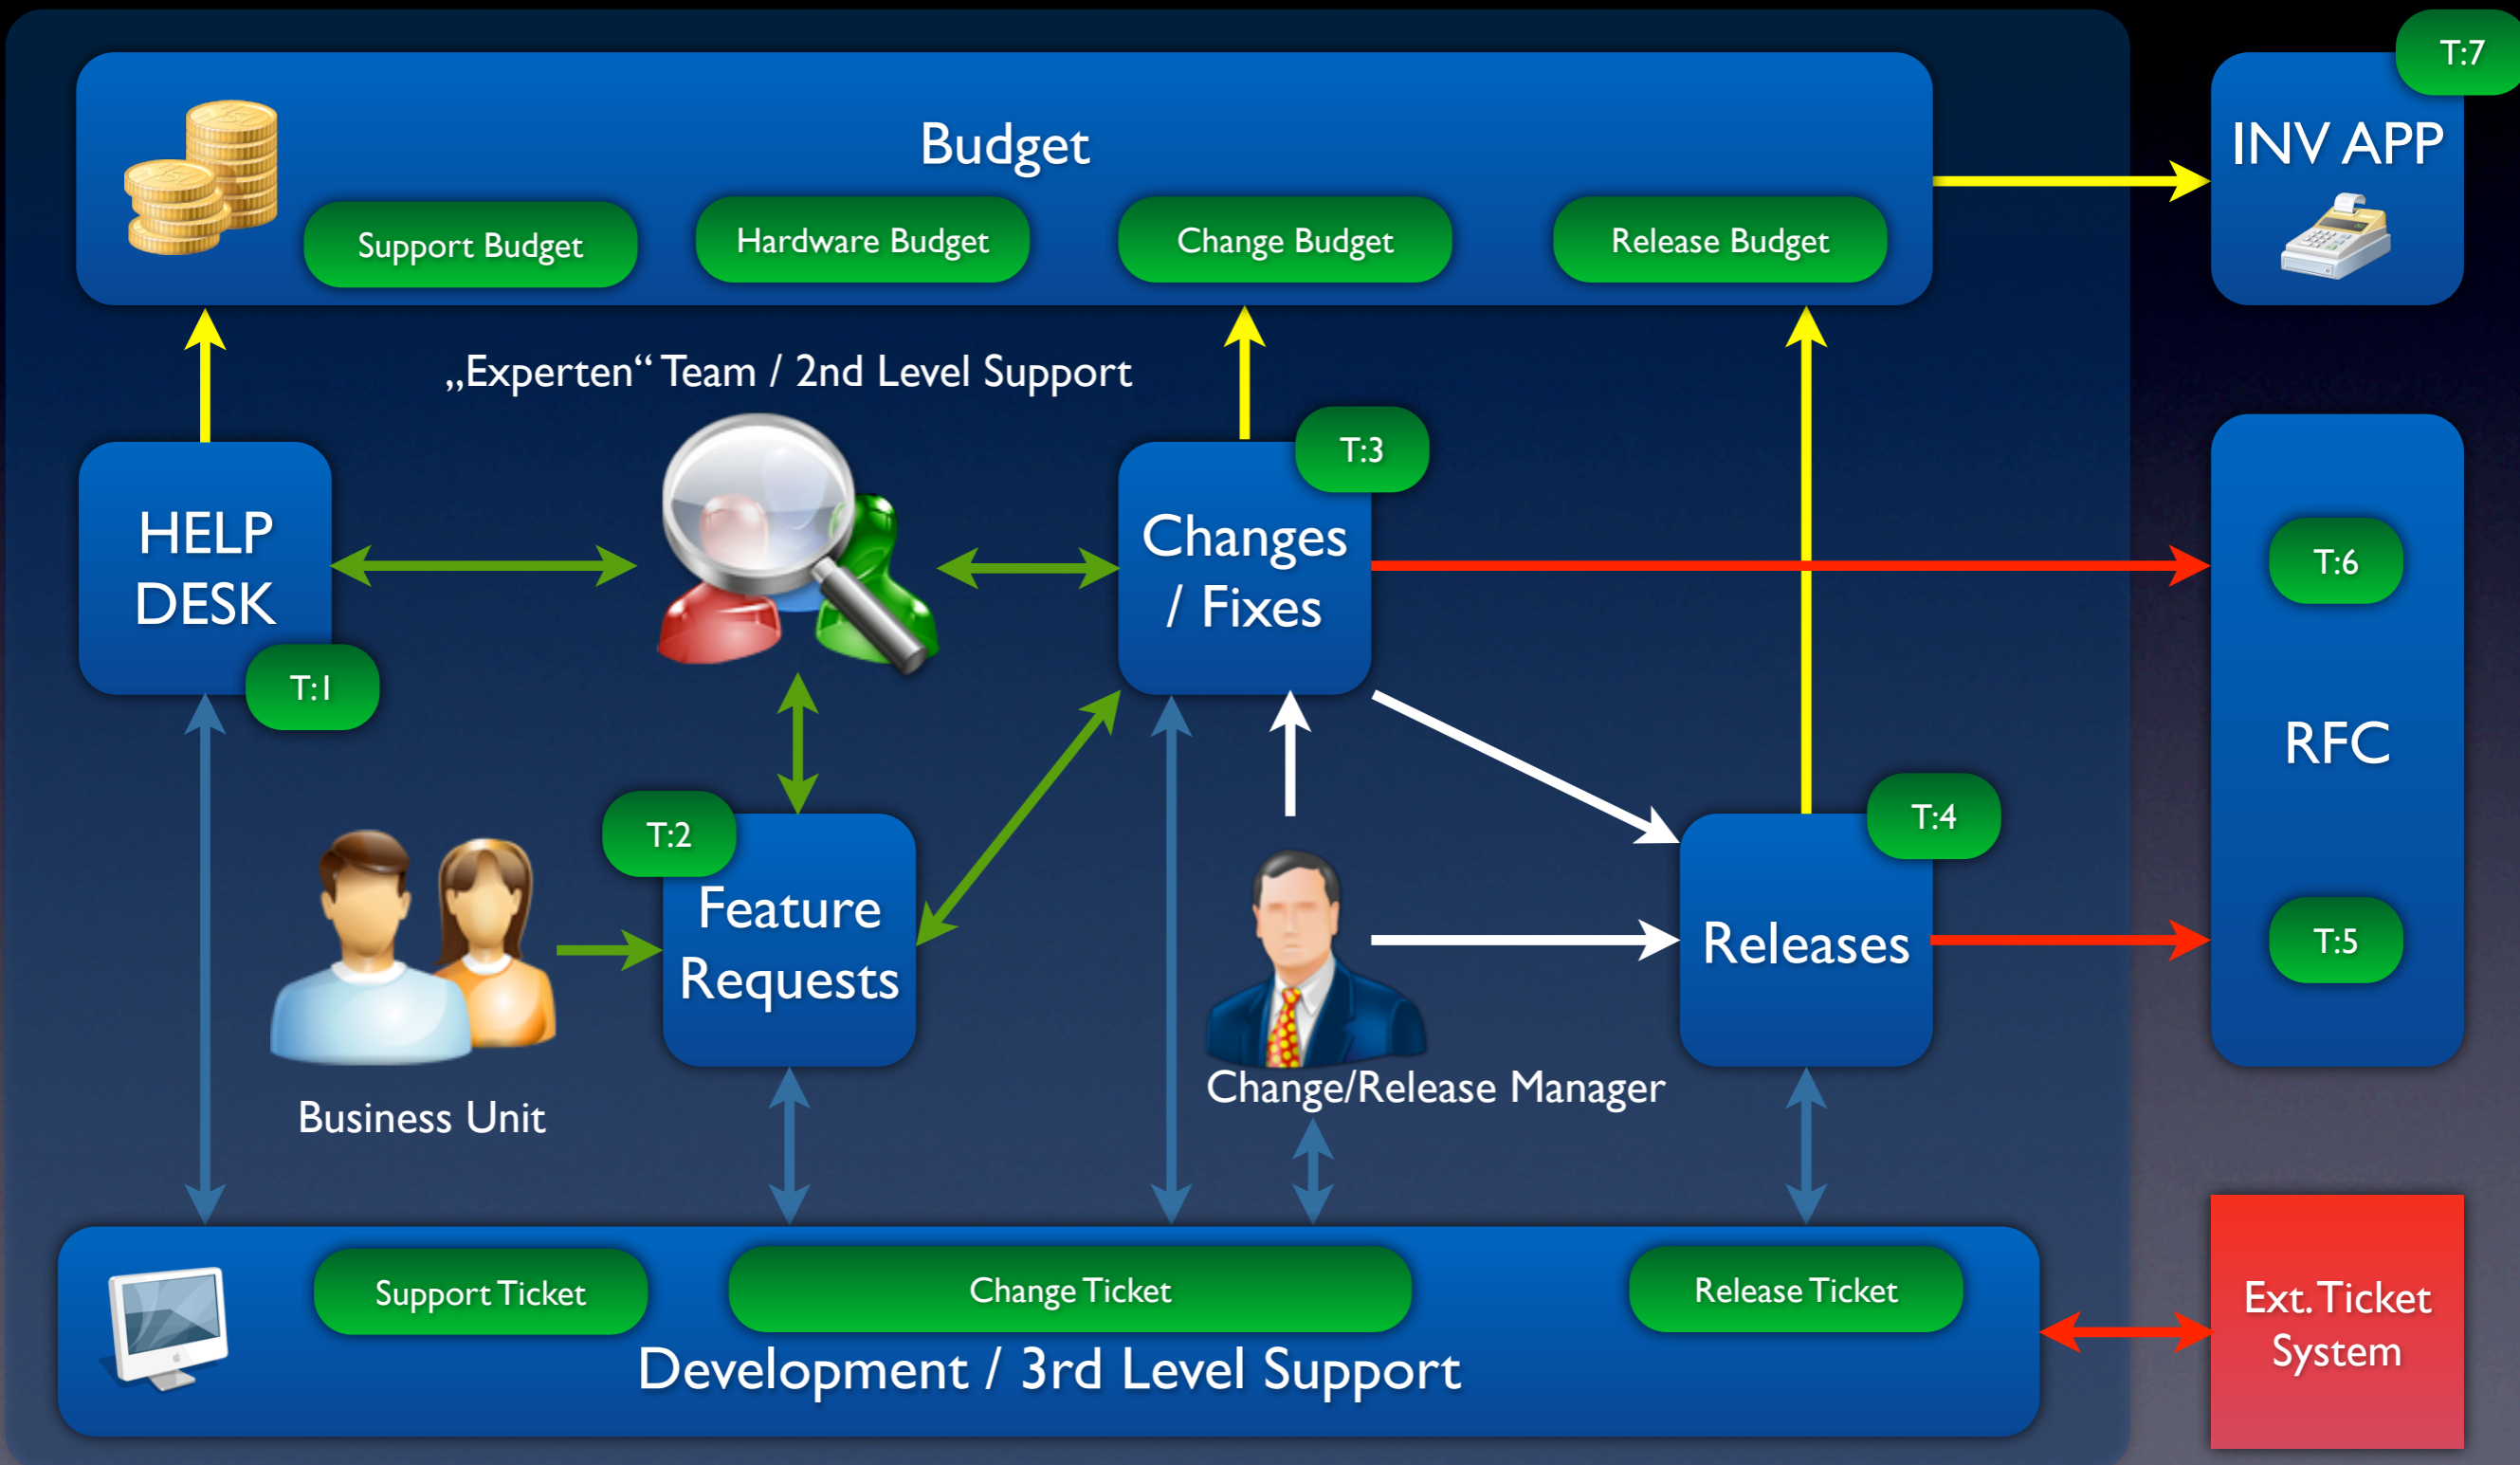 T:7
Budget
INV APP
Support Budget
Hardware Budget
Change Budget
Release Budget
„Experten“ Team / 2nd Level Support
T:3
HELP
DESK
T:1
Changes
/ Fixes
T:6
RFC
T:5
T:2
Feature
Requests
T:4
Releases
Business Unit
Change/Release Manager
Support Ticket
Change Ticket
Release Ticket
Development / 3rd Level Support
Ext. Ticket
System